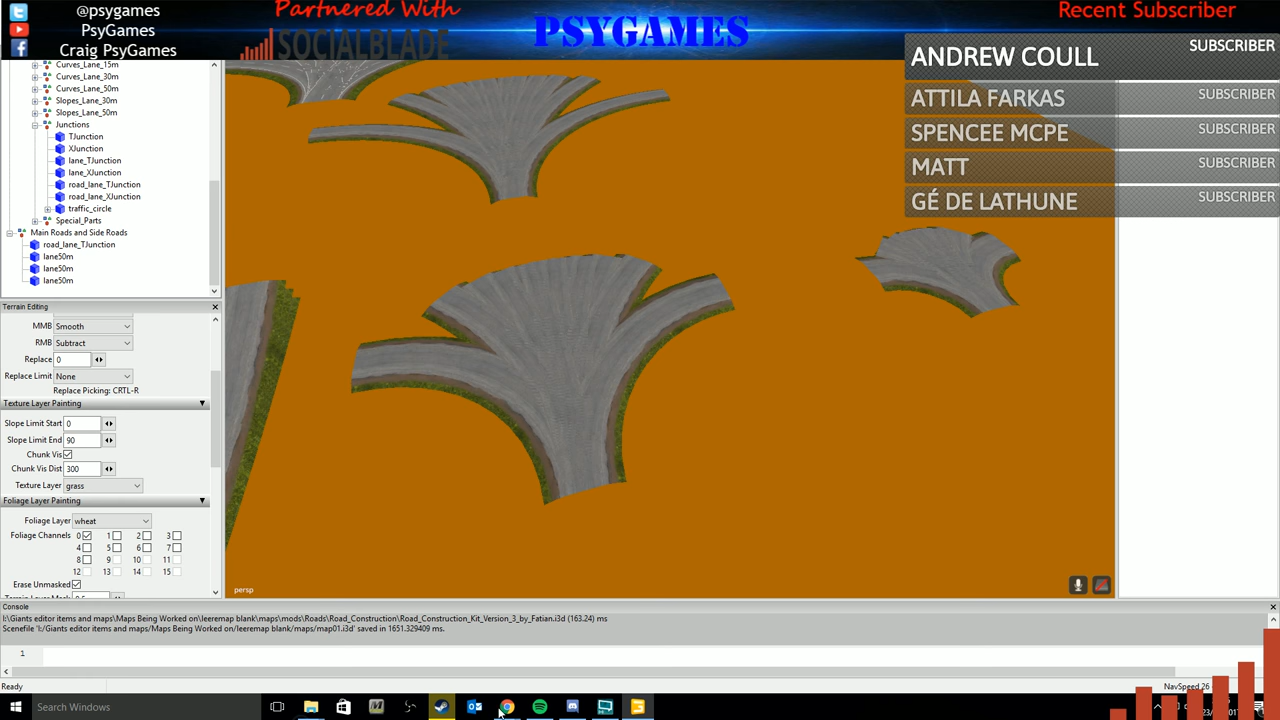 @psygames
PsyGames
Craig PsyGames
Partnered With
SOCIALBLADE
PSYGAMES
Recent Subscriber
ANDREW COULL SUBSCRIBER
ATTILA FARKAS SUBSCRIBER
SPENCEE MCPE SUBSCRIBER
MATT SUBSCRIBER
GÉ DE LATHUNE SUBSCRIBER
Curves_Lane_15m
Curves_Lane_30m
Curves_Lane_50m
Slopes_Lane_30m
Slopes_Lane_50m
Junctions
TJunction
XJunction
lane_TJunction
lane_XJunction
road_lane_TJunction
road_lane_XJunction
traffic_circle
Special_Parts
Main Roads and Side Roads
road_lane_TJunction
lane50m
lane50m
lane50m
Terrain Editing
MMB Smooth
RMB Subtract
Replace 0
Replace Limit None
Replace Picking: CRTL-R
Texture Layer Painting
Slope Limit Start 0
Slope Limit End 90
Chunk Vis
Chunk Vis Dist 300
Texture Layer grass
Foliage Layer Painting
Foliage Layer wheat
Foliage Channels 0 1 2 3
4 5 6 7
8 9 10 11
12 13 14 15
Erase Unmasked
persp
Console
I:\Giants editor items and maps\Maps Being Worked on\leeremap blank\maps\mods\Roads\Road_Construction\Road_Construction_Kit_Version_3_by_Fatian.i3d (163.24) ms
Scenefile 'I:/Giants editor items and maps/Maps Being Worked on/leeremap blank/maps/map01.i3d' saved in 1651.329409 ms.
1
Ready
NavSpeed 26
Search Windows